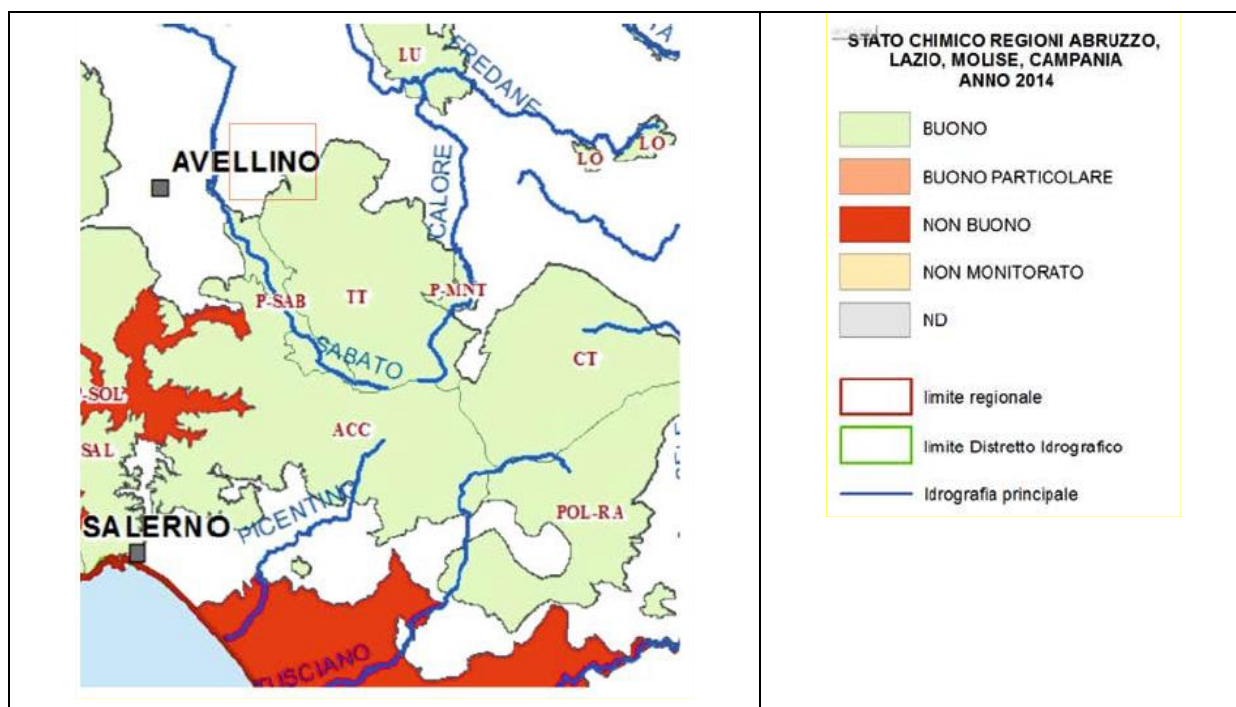 LU
FREDANE
LO
LO
AVELLINO
CALORE
P-SAB
TT
P-MNT
SABATO
CT
ACC
SAL
SALERNO
PICENTINO
POL-RA
TUSCIANO
STATO CHIMICO REGIONI ABRUZZO,
LAZIO, MOLISE, CAMPANIA
ANNO 2014
BUONO
BUONO PARTICOLARE
NON BUONO
NON MONITORATO
ND
limite regionale
limite Distretto Idrografico
Idrografia principale